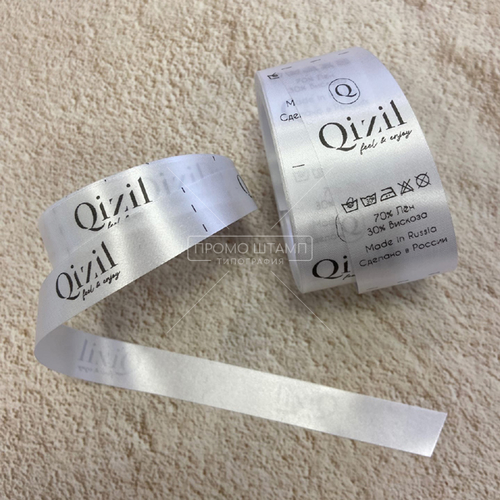 Qizil
feel & enjoy
Qizil
feel & enjoy
Q
Qizil
feel & enjoy
70% Лён
30% Вискоза
Made in Russia
Сделано в России
ПРОМО ШТАМП
ТИПОГРАФИЯ